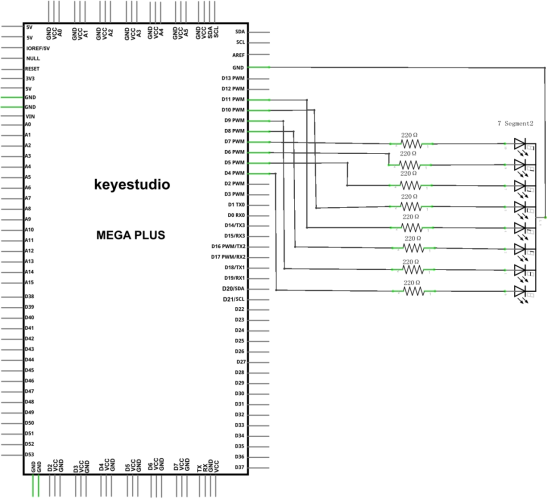 GND VCC A0 GND VCC A1 GND VCC A2 GND VCC A3 GND VCC A4 GND VCC A5 GND VCC SDA SCL
5V
5V
IOREF/5V
NULL
RESET
3V3
5V
GND
GND
VIN
A0
A1
A2
A3
A4
A5
A6
A7
A8
A9
A10
A11
A12
A13
A14
A15
D38
D39
D40
D41
D42
D43
D44
D45
D46
D47
D48
D49
D50
D51
D52
D53
keyestudio
MEGA PLUS
SDA
SCL
AREF
GND
D13 PWM
D12 PWM
D11 PWM
D10 PWM
D9 PWM
D8 PWM
D7 PWM
D6 PWM
D5 PWM
D4 PWM
D2 PWM
D3 PWM
D1 TX0
D0 RX0
D14/TX3
D15/RX3
D16 PWM/TX2
D17 PWM/RX2
D18/TX1
D19/RX1
D20/SDA
D21/SCL
D22
D23
D24
D25
D26
D27
D28
D29
D30
D31
D32
D33
D34
D35
D36
D37
GND GND D2 VCC GND D3 VCC GND D4 VCC GND D5 VCC GND D6 VCC GND D7 VCC GND TX RX GND VCC
7 Segment2
220Ω
220Ω
220Ω
220Ω
220Ω
220Ω
220Ω
220Ω